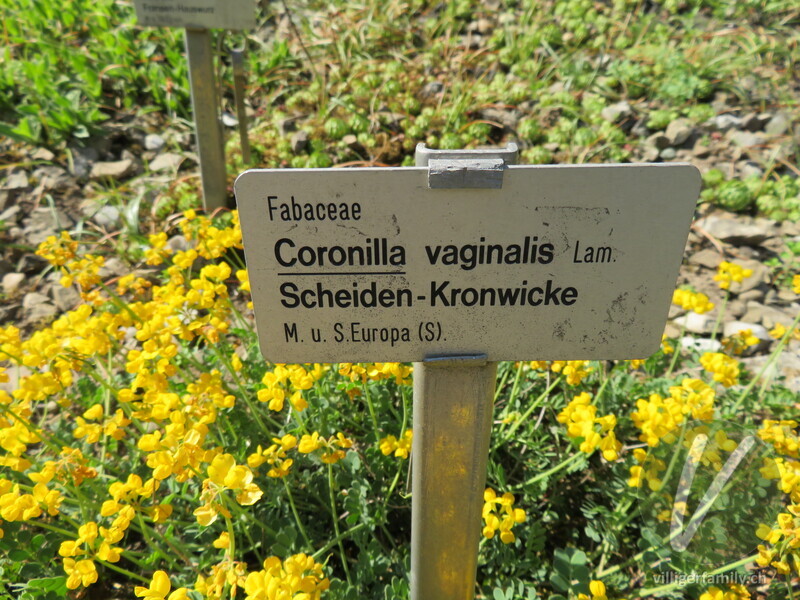 Fabaceae
Coronilla vaginalis Lam.
Scheiden-Kronwicke
M. u. S.Europa (S).
villigerfamily.ch